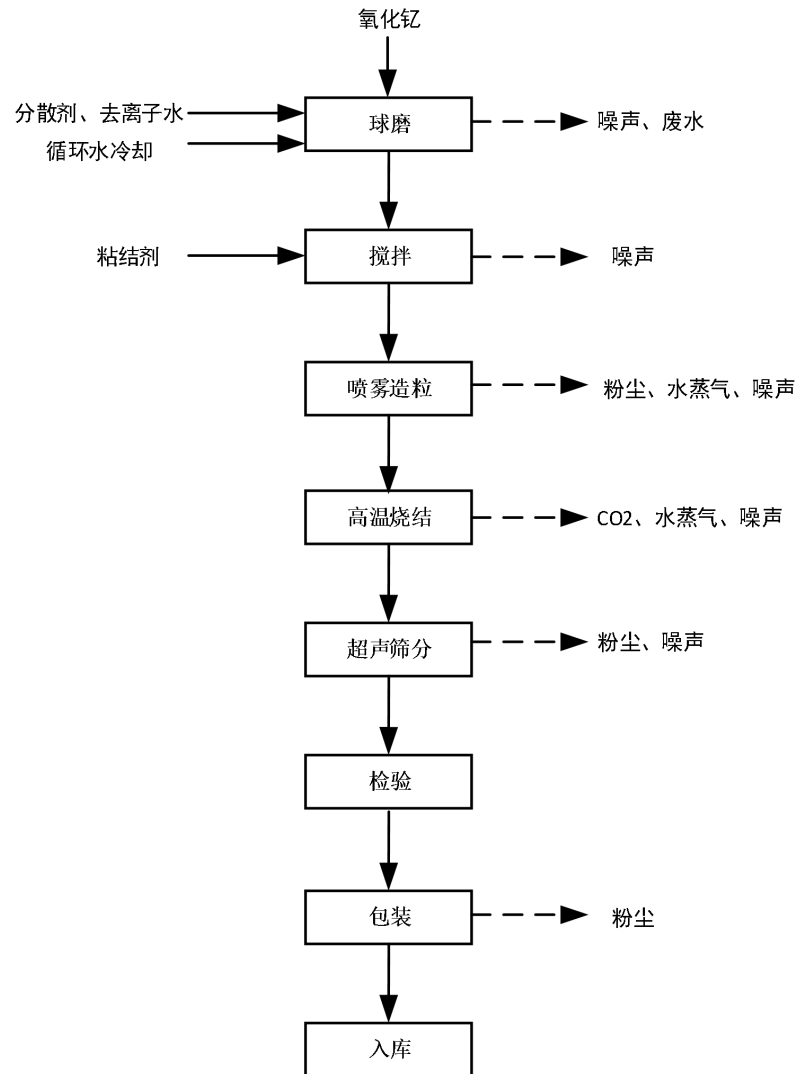 氧化钇
分散剂、去离子水
循环水冷却
球磨
噪声、废水
粘结剂
搅拌
噪声
喷雾造粒
粉尘、水蒸气、噪声
高温烧结
CO2、水蒸气、噪声
超声筛分
粉尘、噪声
检验
包装
粉尘
入库